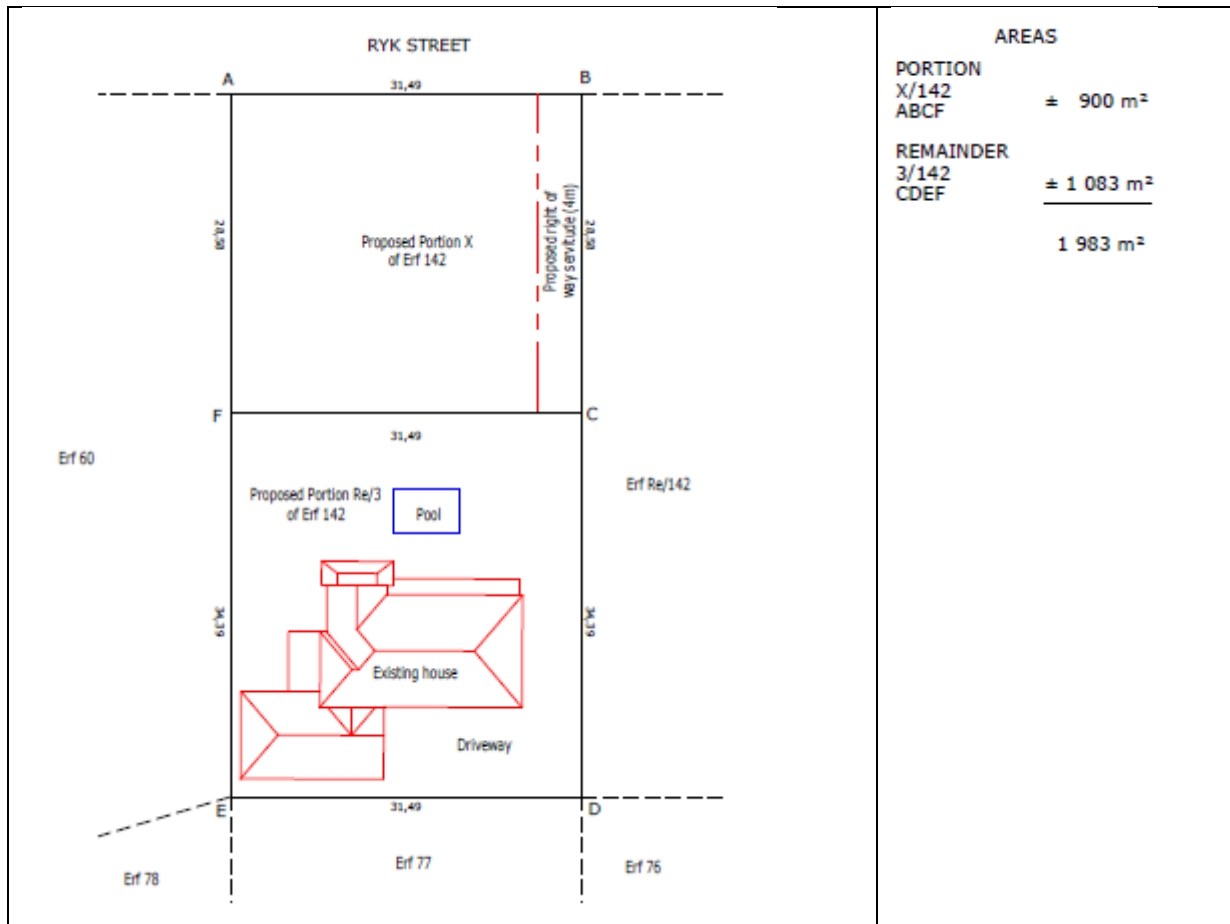 RYK STREET
A
31,49
B
28,58
Proposed Portion X
of Erf 142
Proposed right of
way servitude (4m)
28,58
F
31,49
C
Erf 60
Erf Re/142
Proposed Portion Re/3
of Erf 142
Pool
34,39
34,39
Existing house
Driveway
E
31,49
D
Erf 78
Erf 77
Erf 76
AREAS
PORTION
X/142
ABCF
± 900 m²
REMAINDER
3/142
CDEF
± 1 083 m²
1 983 m²